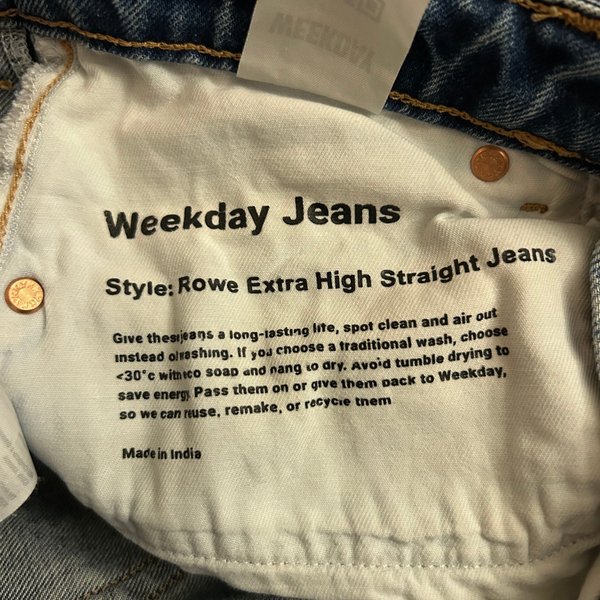 WEEKDAY
Weekday Jeans
Style: Rowe Extra High Straight Jeans
Give these jeans a long-lasting life, spot clean and air out
instead of washing. If you choose a traditional wash, choose
<30°c with eco soap and hang to dry. Avoid tumble drying to
save energy. Pass them on or give them back to Weekday,
so we can reuse, remake, or recycle them
Made in India